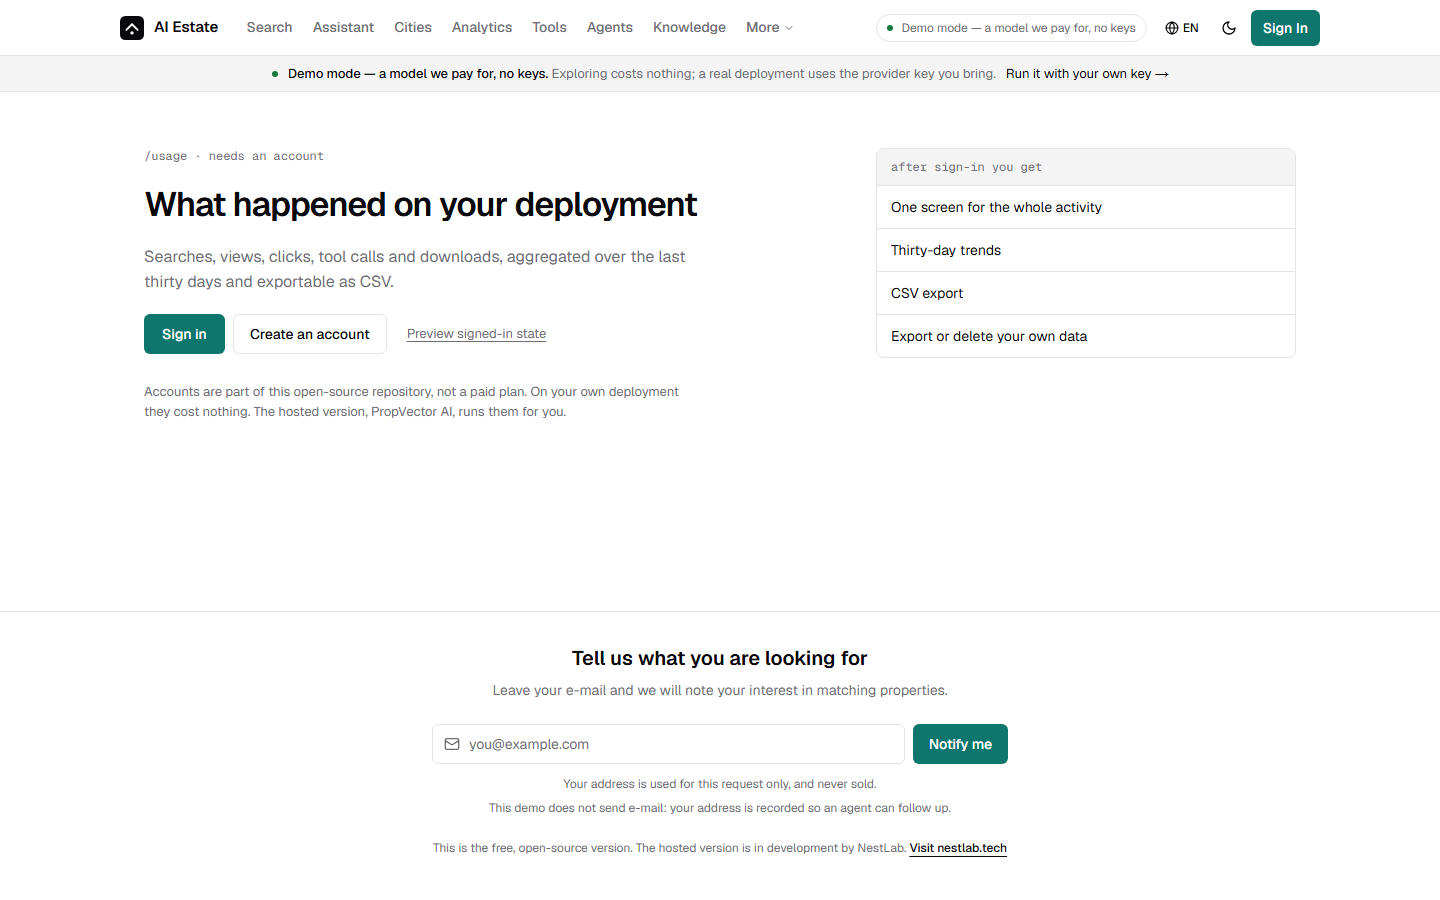 AI Estate
Search
Assistant
Cities
Analytics
Tools
Agents
Knowledge
More
Demo mode — a model we pay for, no keys
EN
Sign In
Demo mode — a model we pay for, no keys. Exploring costs nothing; a real deployment uses the provider key you bring. Run it with your own key →
/usage · needs an account
What happened on your deployment
Searches, views, clicks, tool calls and downloads, aggregated over the last
thirty days and exportable as CSV.
Sign in
Create an account
Preview signed-in state
Accounts are part of this open-source repository, not a paid plan. On your own deployment
they cost nothing. The hosted version, PropVector AI, runs them for you.
after sign-in you get
One screen for the whole activity
Thirty-day trends
CSV export
Export or delete your own data
Tell us what you are looking for
Leave your e-mail and we will note your interest in matching properties.
you@example.com
Notify me
Your address is used for this request only, and never sold.
This demo does not send e-mail: your address is recorded so an agent can follow up.
This is the free, open-source version. The hosted version is in development by NestLab. Visit nestlab.tech